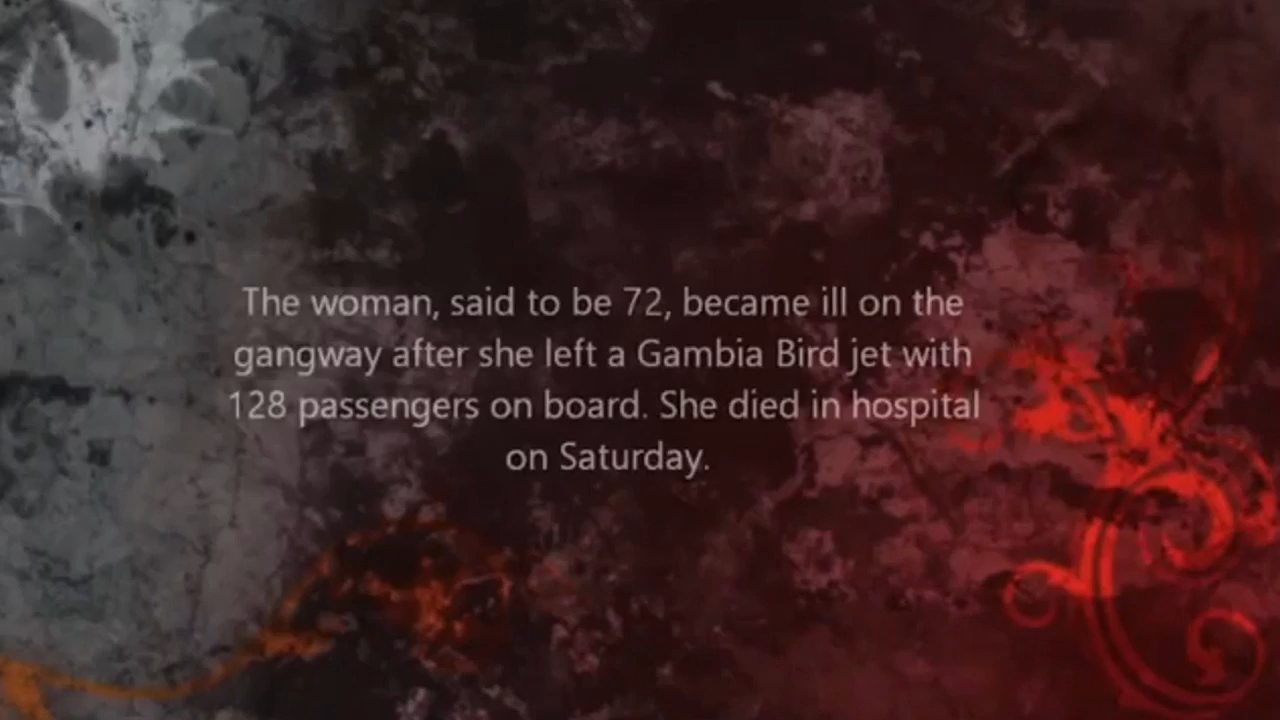 The woman, said to be 72, became ill on the
gangway after she left a Gambia Bird jet with
128 passengers on board. She died in hospital
on Saturday.